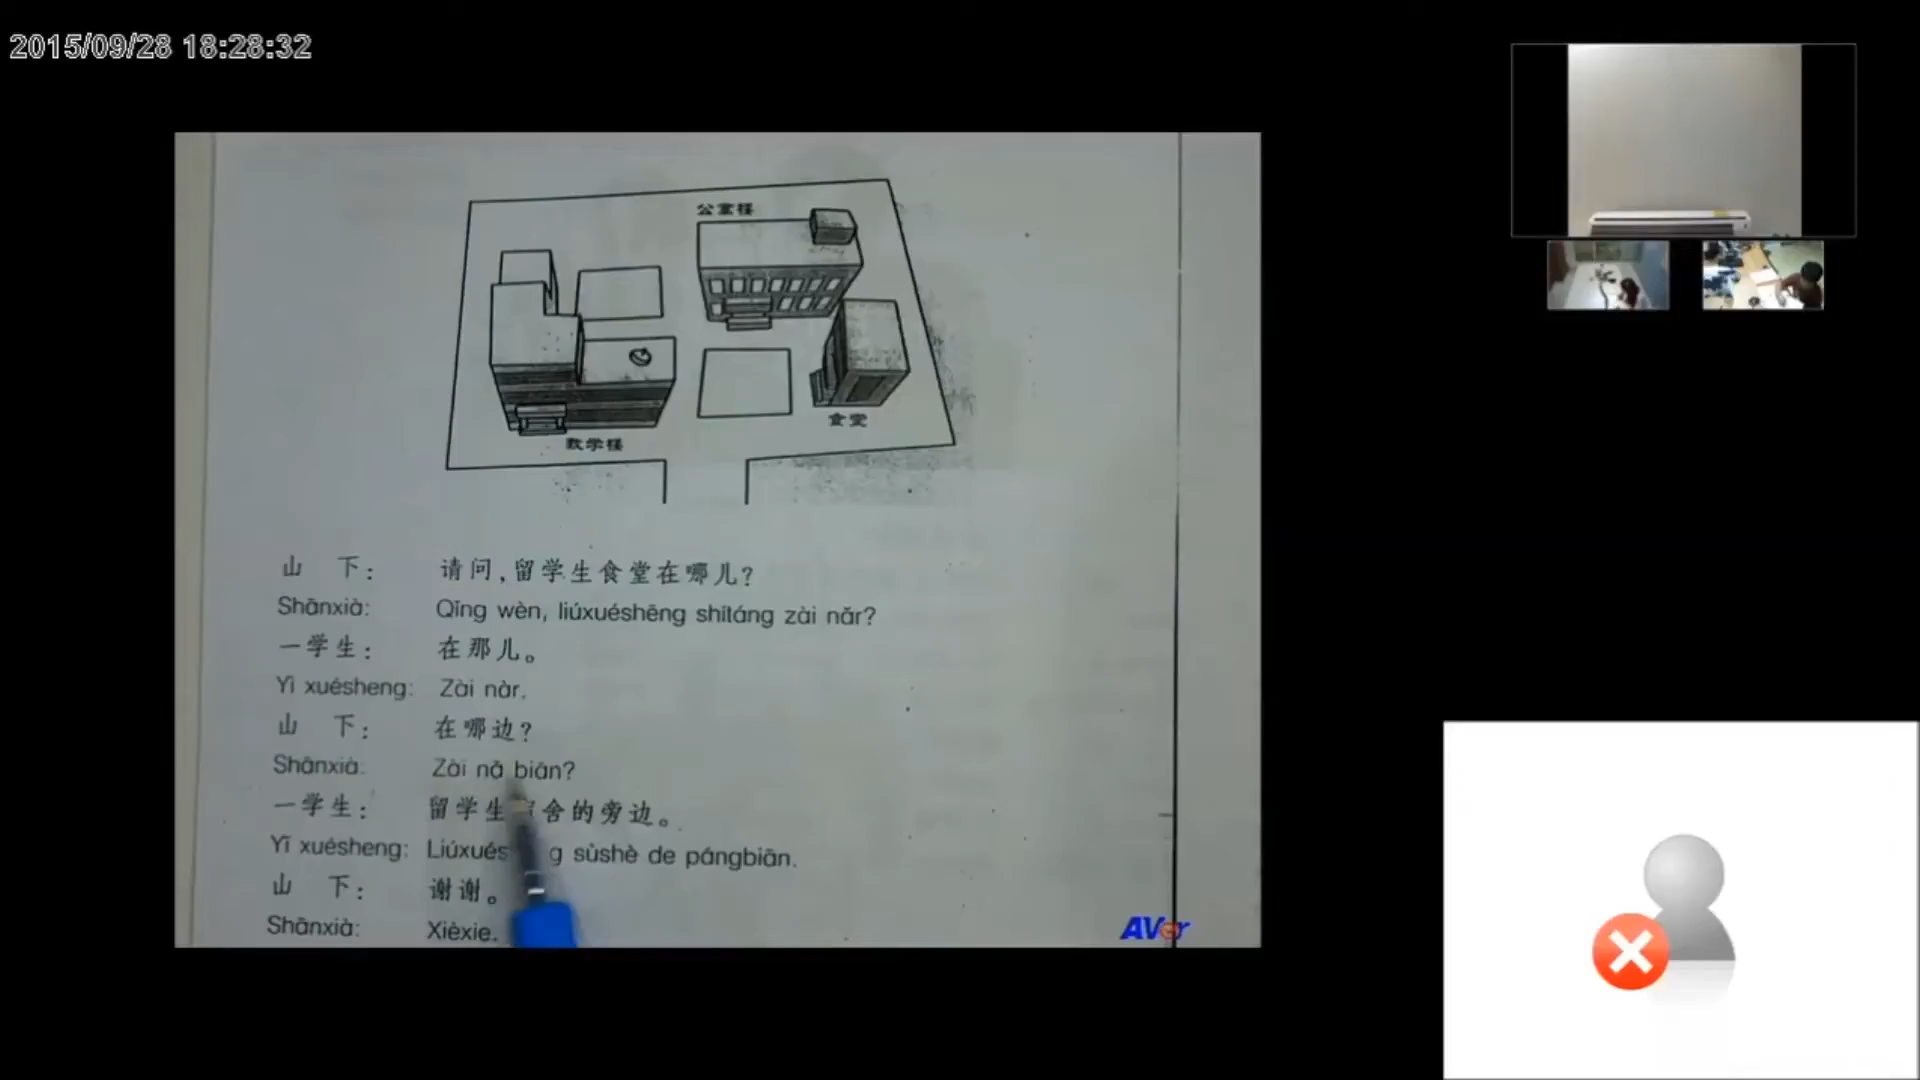 2015/09/28 18:28:32
公寓楼
食堂
教学楼
山 下： 请问,留学生食堂在哪儿?
Shānxià: Qǐng wèn, liúxuéshēng shítáng zài nǎr?
一学生： 在那儿。
Yì xuésheng: Zài nàr.
山 下： 在哪边?
Shānxià: Zài nǎ biān?
一学生： 留学生 舍的旁边。
Yī xuésheng: Liúxués g sùshè de pángbiān.
山 下： 谢谢。
Shānxià: Xièxie.
AVer